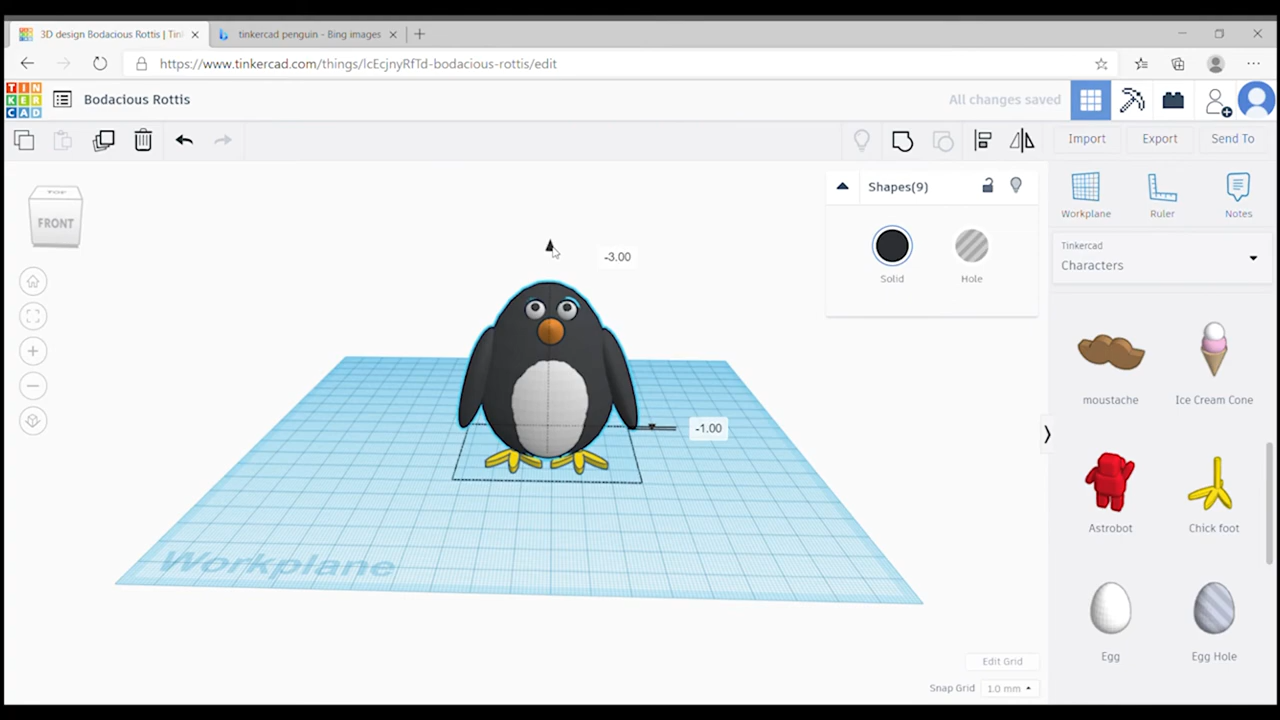 3D design Bodacious Rottis | Tin
tinkercad penguin - Bing images
https://www.tinkercad.com/things/lcEcjnyRfTd-bodacious-rottis/edit
TIN
KER
CAD
Bodacious Rottis
All changes saved
Import
Export
Send To
TOP
FRONT
Shapes(9)
Solid
Hole
-3.00
-1.00
Workplane
Workplane
Ruler
Notes
Tinkercad
Characters
moustache
Ice Cream Cone
Astrobot
Chick foot
Egg
Egg Hole
Edit Grid
Snap Grid
1.0 mm